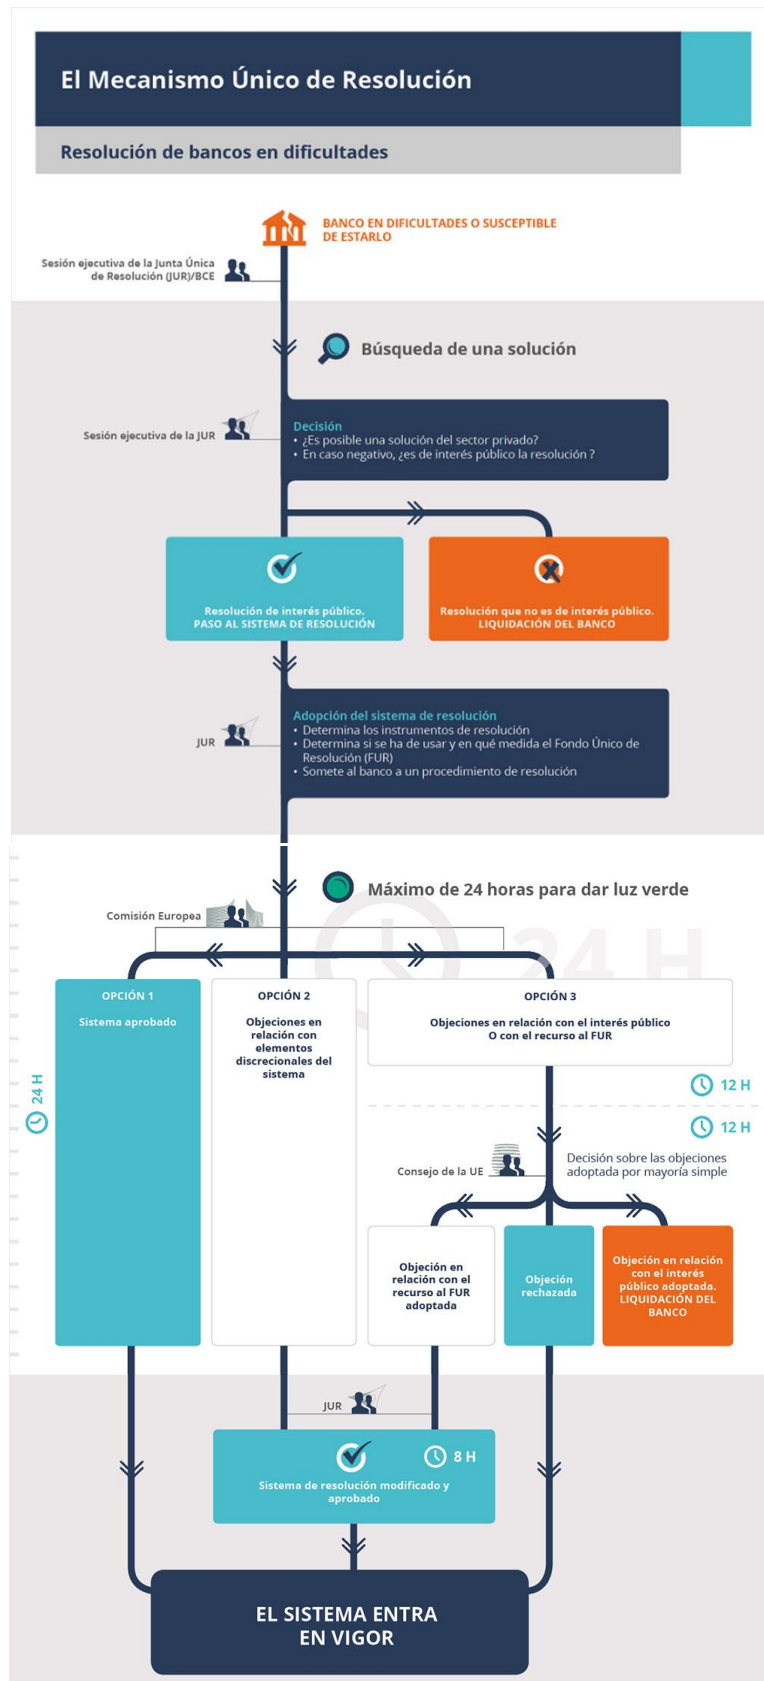 El Mecanismo Único de Resolución
Resolución de bancos en dificultades
BANCO EN DIFICULTADES O SUSCEPTIBLE
DE ESTARLO
Sesión ejecutiva de la Junta Única
de Resolución (JUR)/BCE
Búsqueda de una solución
Sesión ejecutiva de la JUR
Decisión
• ¿Es posible una solución del sector privado?
• En caso negativo, ¿es de interés público la resolución ?
Resolución de interés público.
PASO AL SISTEMA DE RESOLUCIÓN
Resolución que no es de interés público.
LIQUIDACIÓN DEL BANCO
JUR
Adopción del sistema de resolución
• Determina los instrumentos de resolución
• Determina si se ha de usar y en qué medida el Fondo Único de
Resolución (FUR)
• Somete al banco a un procedimiento de resolución
Máximo de 24 horas para dar luz verde
24 H
Comisión Europea
24 H
OPCIÓN 1
Sistema aprobado
OPCIÓN 2
Objeciones en
relación con
elementos
discrecionales del
sistema
OPCIÓN 3
Objeciones en relación con el interés público
O con el recurso al FUR
12 H
12 H
Consejo de la UE
Decisión sobre las objeciones
adoptada por mayoría simple
Objeción en
relación con el
recurso al FUR
adoptada
Objeción
rechazada
Objeción en relación
con el interés
público adoptada.
LIQUIDACIÓN DEL
BANCO
JUR
8 H
Sistema de resolución modificado y
aprobado
EL SISTEMA ENTRA
EN VIGOR